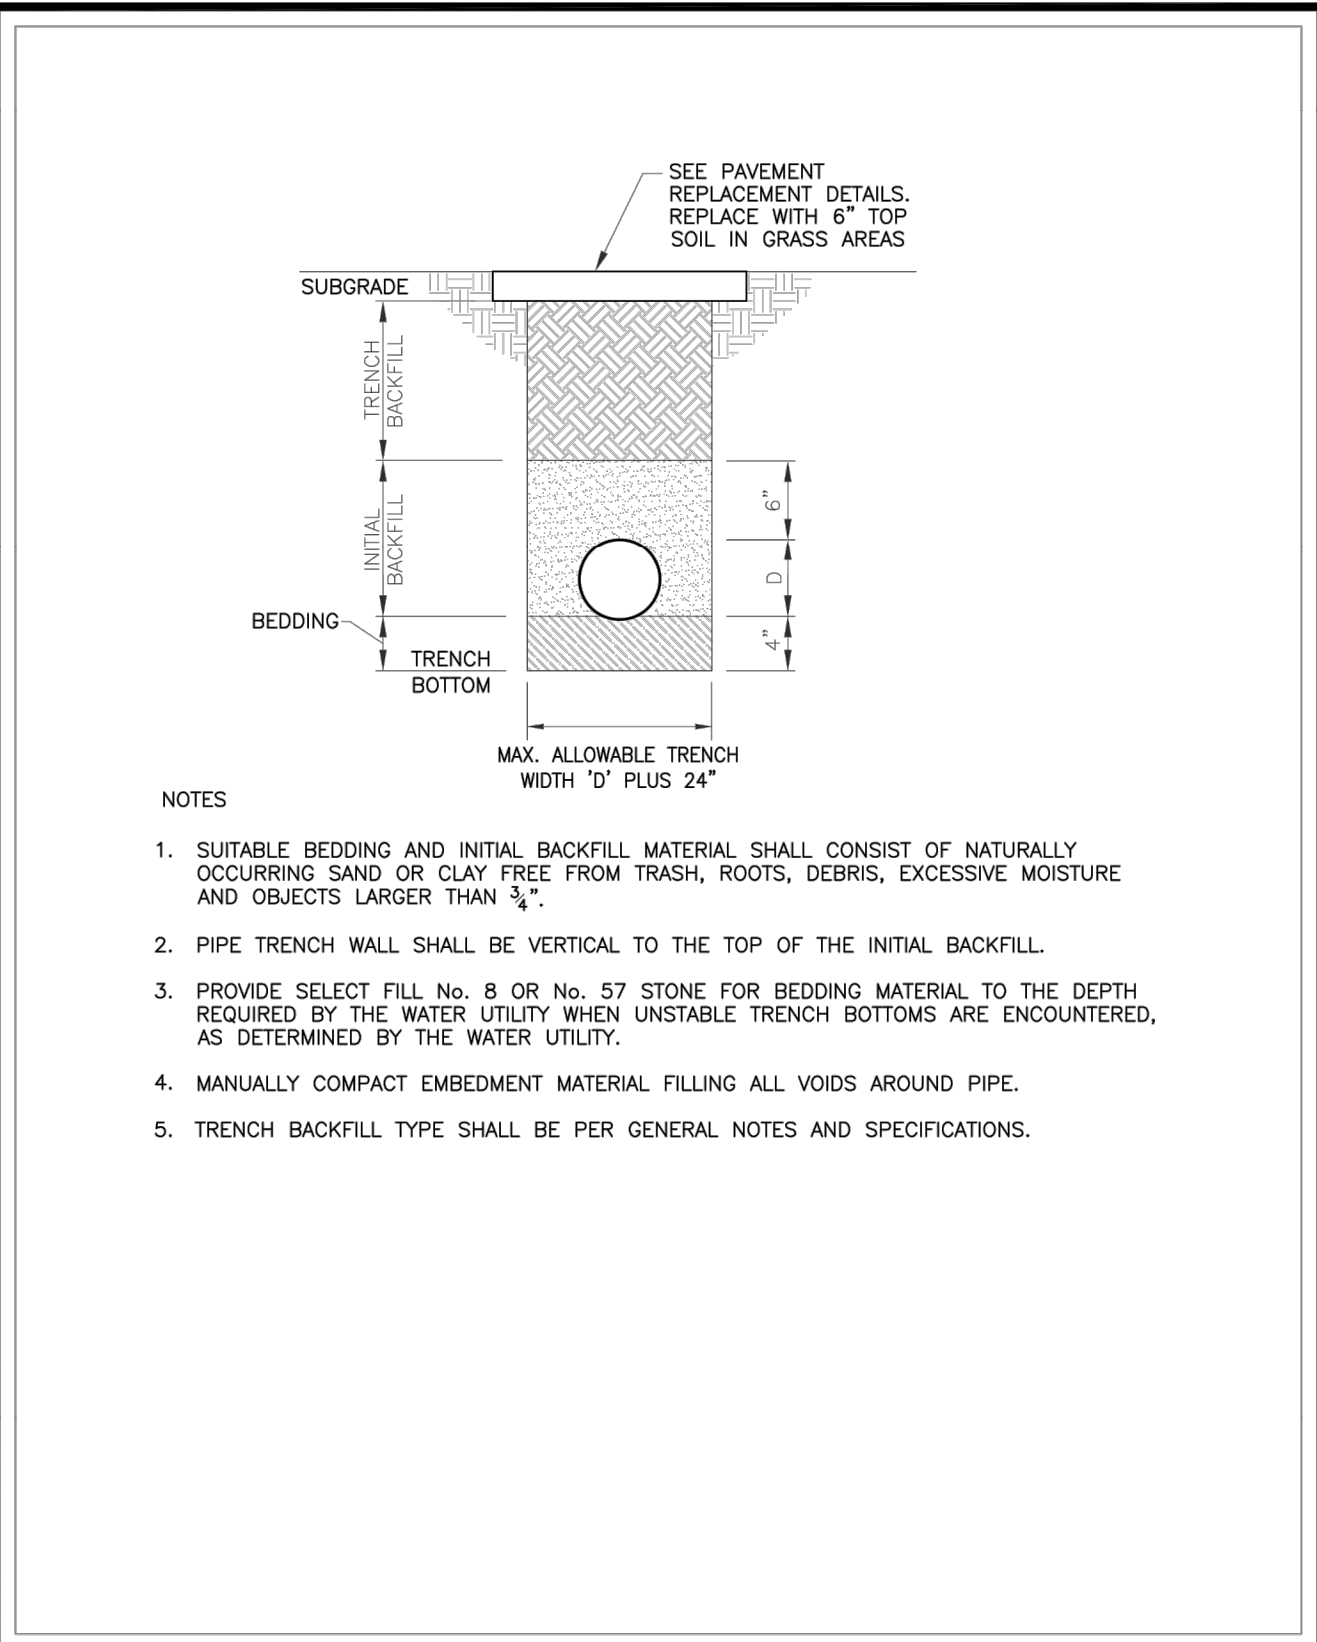 SEE PAVEMENT
REPLACEMENT DETAILS.
REPLACE WITH 6" TOP
SOIL IN GRASS AREAS
SUBGRADE
TRENCH
BACKFILL
INITIAL
BACKFILL
6"
D
4"
BEDDING
TRENCH
BOTTOM
MAX. ALLOWABLE TRENCH
WIDTH 'D' PLUS 24"
NOTES
1. SUITABLE BEDDING AND INITIAL BACKFILL MATERIAL SHALL CONSIST OF NATURALLY
OCCURRING SAND OR CLAY FREE FROM TRASH, ROOTS, DEBRIS, EXCESSIVE MOISTURE
AND OBJECTS LARGER THAN ¾".
2. PIPE TRENCH WALL SHALL BE VERTICAL TO THE TOP OF THE INITIAL BACKFILL.
3. PROVIDE SELECT FILL No. 8 OR No. 57 STONE FOR BEDDING MATERIAL TO THE DEPTH
REQUIRED BY THE WATER UTILITY WHEN UNSTABLE TRENCH BOTTOMS ARE ENCOUNTERED,
AS DETERMINED BY THE WATER UTILITY.
4. MANUALLY COMPACT EMBEDMENT MATERIAL FILLING ALL VOIDS AROUND PIPE.
5. TRENCH BACKFILL TYPE SHALL BE PER GENERAL NOTES AND SPECIFICATIONS.